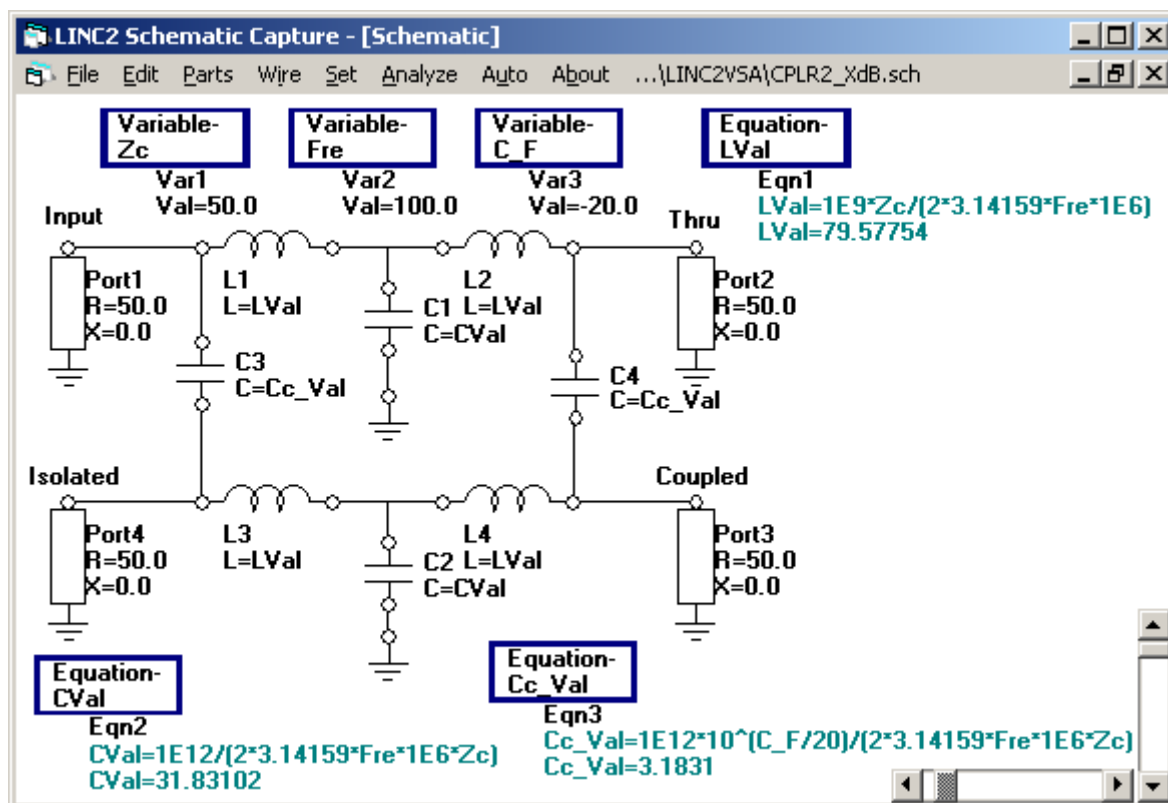 LINC2 Schematic Capture - [Schematic]
File Edit Parts Wire Set Analyze Auto About ...\LINC2VSA\CPLR2_XdB.sch
Variable-
Zc
Var1
Val=50.0
Variable-
Fre
Var2
Val=100.0
Variable-
C_F
Var3
Val=-20.0
Equation-
LVal
Eqn1
LVal=1E9*Zc/(2*3.14159*Fre*1E6)
LVal=79.57754
Input
Port1
R=50.0
X=0.0
L1
L=LVal
C1
C=CVal
L2
L=LVal
Thru
Port2
R=50.0
X=0.0
C3
C=Cc_Val
C4
C=Cc_Val
Isolated
Port4
R=50.0
X=0.0
L3
L=LVal
C2
C=CVal
L4
L=LVal
Coupled
Port3
R=50.0
X=0.0
Equation-
CVal
Eqn2
CVal=1E12/(2*3.14159*Fre*1E6*Zc)
CVal=31.83102
Equation-
Cc_Val
Eqn3
Cc_Val=1E12*10^(C_F/20)/(2*3.14159*Fre*1E6*Zc)
Cc_Val=3.1831